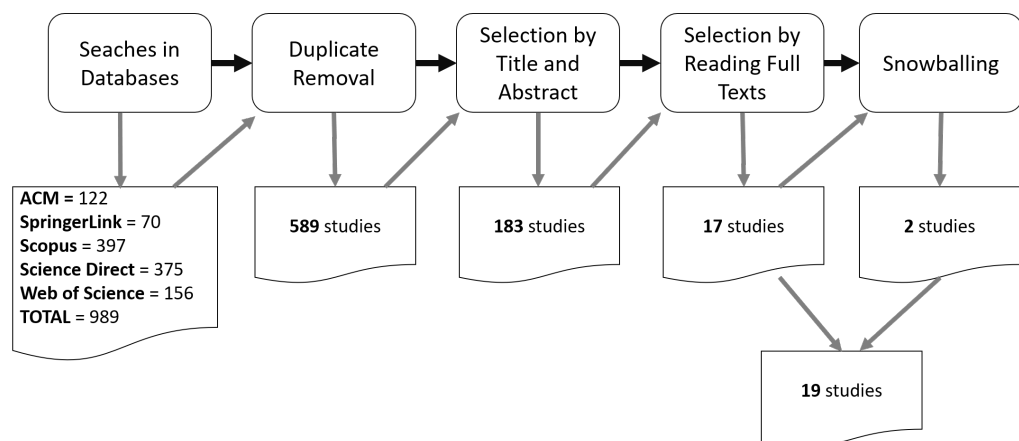 Seaches in
Databases
Duplicate
Removal
Selection by
Title and
Abstract
Selection by
Reading Full
Texts
Snowballing
ACM = 122
SpringerLink = 70
Scopus = 397
Science Direct = 375
Web of Science = 156
TOTAL = 989
589 studies
183 studies
17 studies
2 studies
19 studies